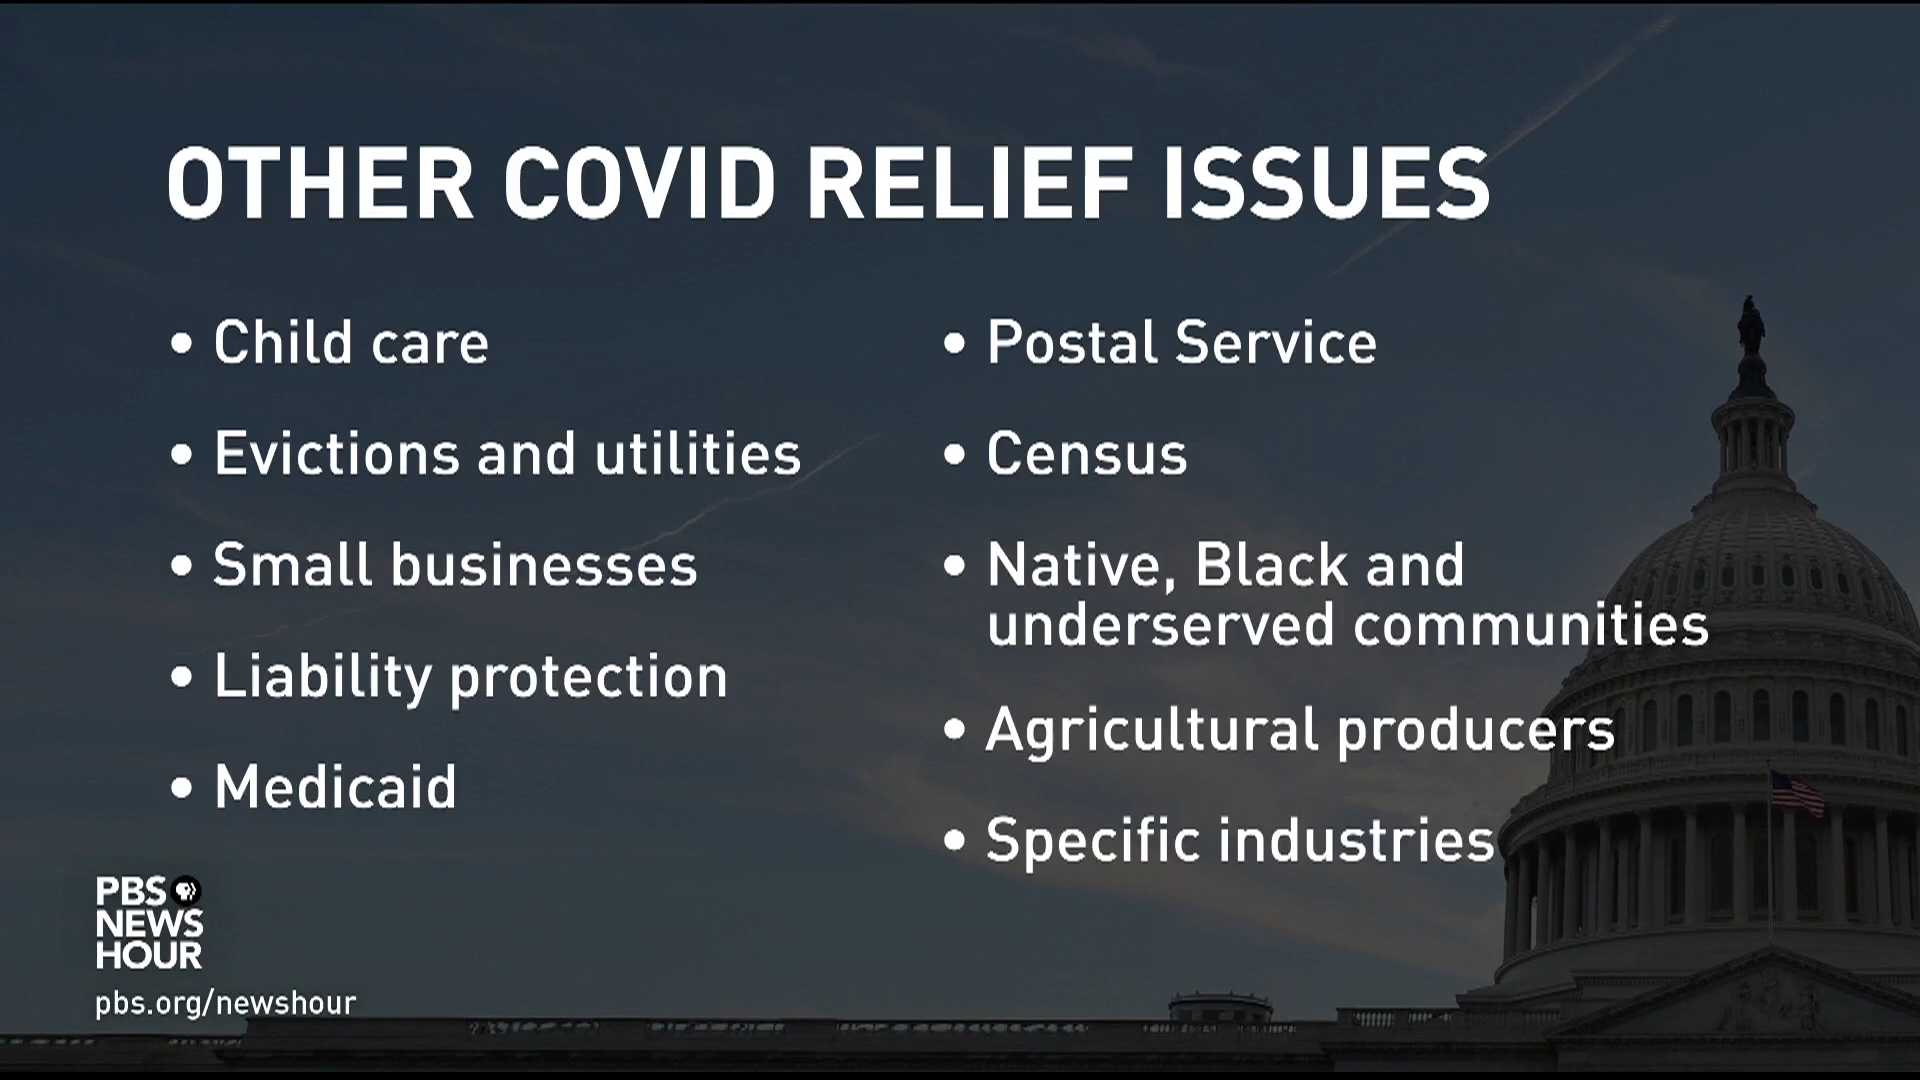 OTHER COVID RELIEF ISSUES
• Child care
• Evictions and utilities
• Small businesses
• Liability protection
• Medicaid
• Postal Service
• Census
• Native, Black and
underserved communities
• Agricultural producers
• Specific industries
PBS
NEWS
HOUR
pbs.org/newshour